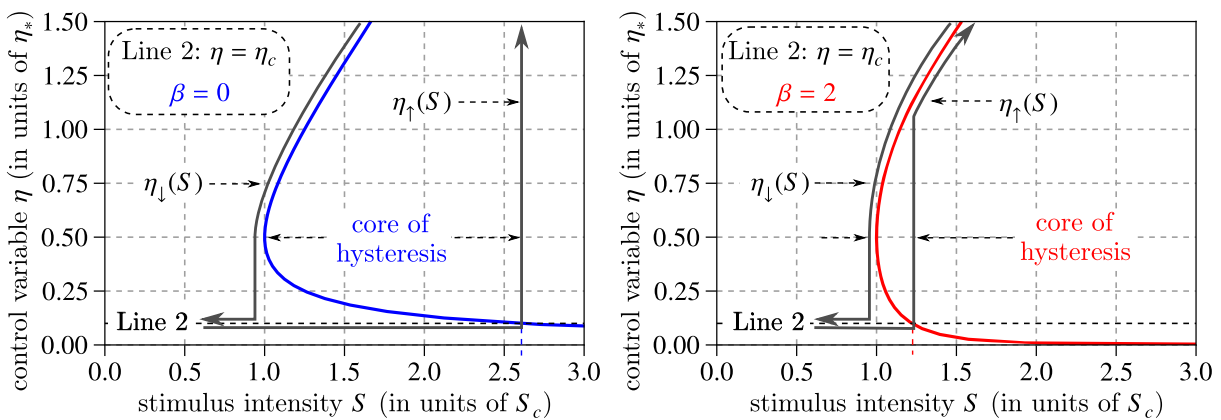 control variable η (in units of η*)
1.50
1.25
1.00
0.75
0.50
0.25
0.00
Line 2: η = ηc
β = 0
η↑(S)
η↓(S)
core of
hysteresis
Line 2
0.0 0.5 1.0 1.5 2.0 2.5 3.0
stimulus intensity S (in units of Sc)
control variable η (in units of η*)
1.50
1.25
1.00
0.75
0.50
0.25
0.00
Line 2: η = ηc
β = 2
η↑(S)
η↓(S)
core of
hysteresis
Line 2
0.0 0.5 1.0 1.5 2.0 2.5 3.0
stimulus intensity S (in units of Sc)